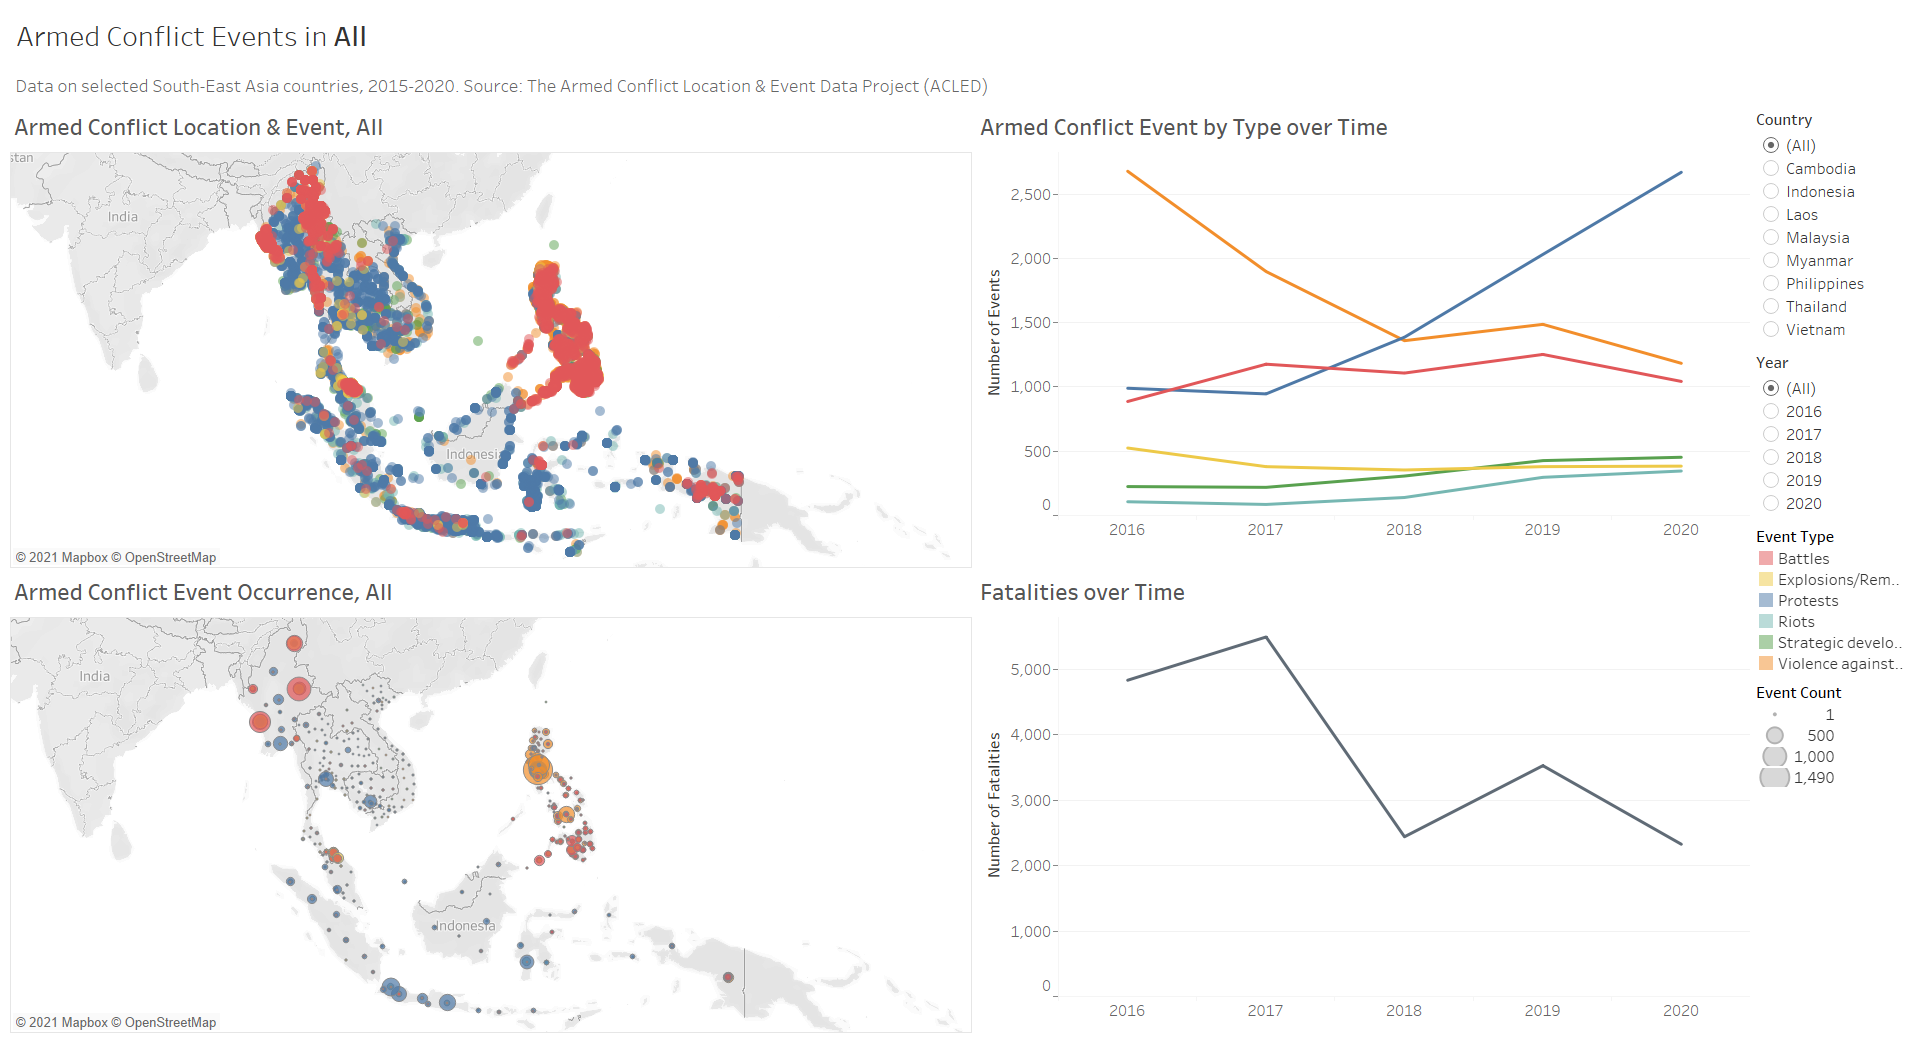 Armed Conflict Events in All
Data on selected South-East Asia countries, 2015-2020. Source: The Armed Conflict Location & Event Data Project (ACLED)
Armed Conflict Location & Event, All
stan
India
Indonesia
© 2021 Mapbox © OpenStreetMap
Armed Conflict Event by Type over Time
Number of Events
2,500
2,000
1,500
1,000
500
0
2016 2017 2018 2019 2020
Armed Conflict Event Occurrence, All
India
Indonesia
© 2021 Mapbox © OpenStreetMap
Fatalities over Time
Number of Fatalities
5,000
4,000
3,000
2,000
1,000
0
2016 2017 2018 2019 2020
Country
(All)
Cambodia
Indonesia
Laos
Malaysia
Myanmar
Philippines
Thailand
Vietnam
Year
(All)
2016
2017
2018
2019
2020
Event Type
Battles
Explosions/Rem..
Protests
Riots
Strategic develo..
Violence against..
Event Count
1
500
1,000
1,490